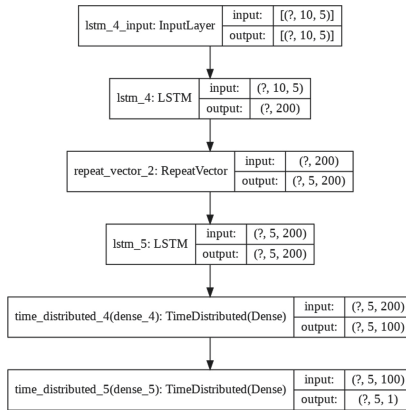 lstm_4_input: InputLayer
input: [(?, 10, 5)]
output: [(?, 10, 5)]
lstm_4: LSTM
input: (?, 10, 5)
output: (?, 200)
repeat_vector_2: RepeatVector
input: (?, 200)
output: (?, 5, 200)
lstm_5: LSTM
input: (?, 5, 200)
output: (?, 5, 200)
time_distributed_4(dense_4): TimeDistributed(Dense)
input: (?, 5, 200)
output: (?, 5, 100)
time_distributed_5(dense_5): TimeDistributed(Dense)
input: (?, 5, 100)
output: (?, 5, 1)